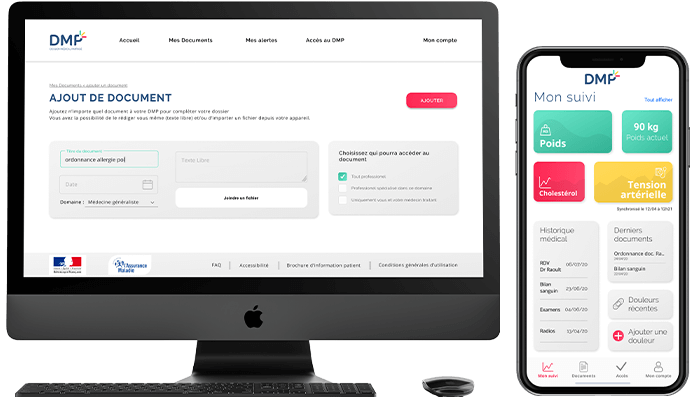 DMP
Accueil
Mes Documents
Mes alertes
Accès au DMP
Mon compte
Mes Documents > ajouter un document
AJOUT DE DOCUMENT
AJOUTER
Ajoutez n'importe quel document à votre DMP pour compléter votre dossier
Vous avez la possibilité de le rédiger vous même (texte libre) et/ou d'importer un fichier depuis votre appareil.
Titre du document
ordonnance allergie pol
Texte Libre
Date
Joindre un fichier
Domaine : Médecine généraliste
Choisissez qui pourra accéder au
document
Tout professionel
Professionel spécialisé dans ce domaine
Uniquement vous et votre médecin traitant
Assurance
Maladie
FAQ
Accessibilité
Brochure d'information patient
Conditions générales d'utilisation
DMP
Mon suivi
Tout afficher
Poids
90 kg
Poids actuel
Cholestérol
Tension
artérielle
Synchronisé le 12/04 à 12h21
Historique
médical
RDV
Dr Raoult
06/07/20
Bilan
sanguin
23/06/20
Examens
04/06/20
Radios
13/04/20
Derniers
documents
Ordonnance doc. Ra...
Bilan sanguin
Douleurs
récentes
Ajouter une
douleur
Mon suivi
Documents
Accès
Mon compte